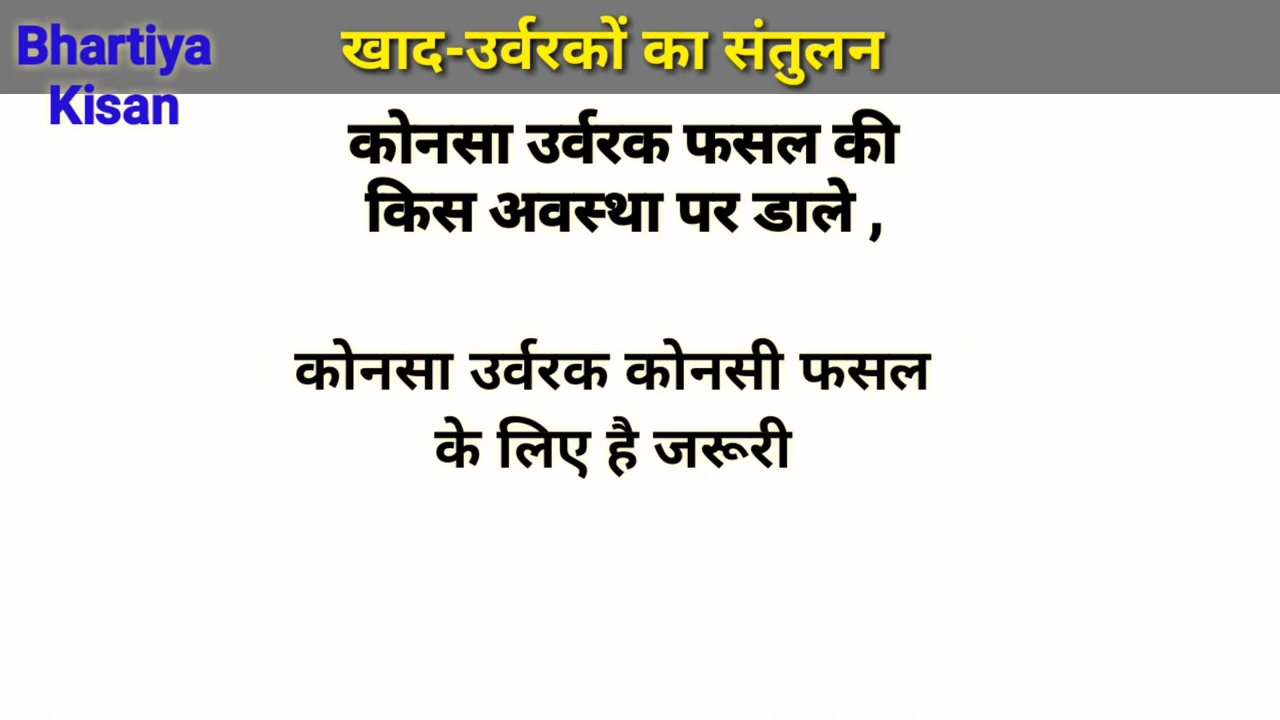 Bhartiya
Kisan
खाद-उर्वरकों का संतुलन
कोनसा उर्वरक फसल की
किस अवस्था पर डाले ,
कोनसा उर्वरक कोनसी फसल
के लिए है जरूरी